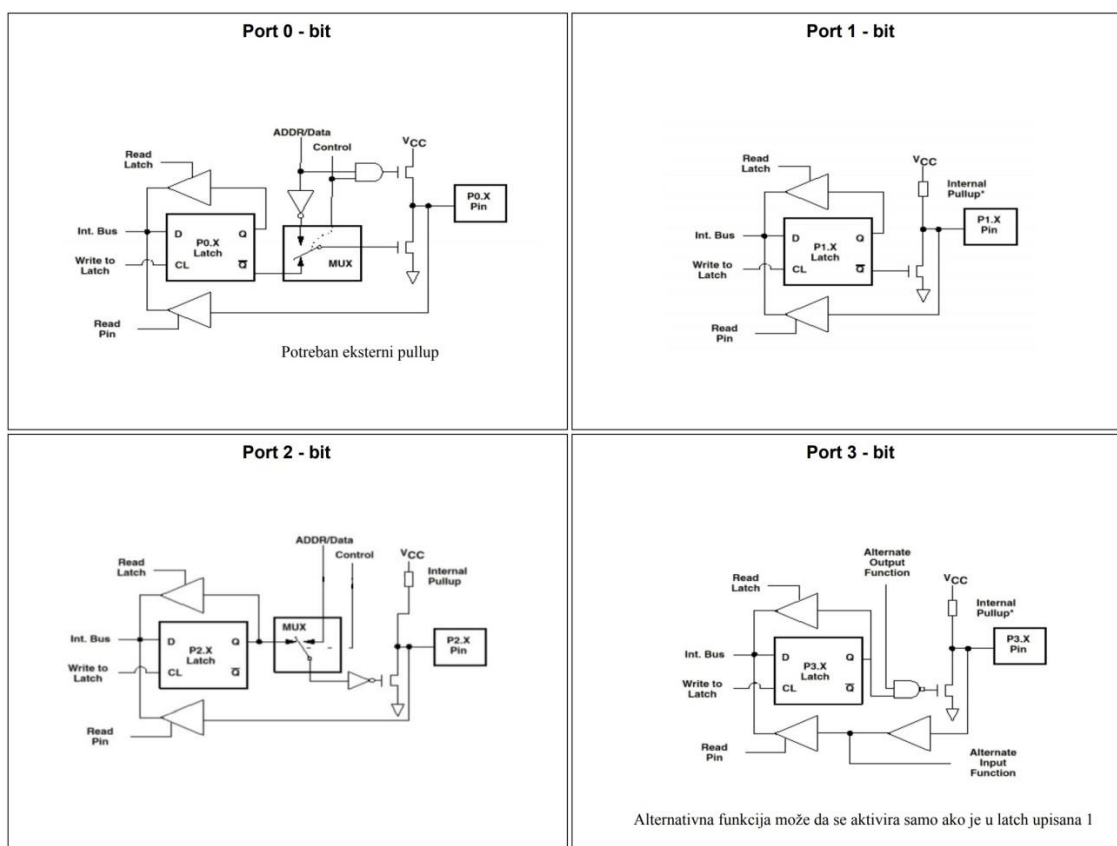 Port 0 - bit
ADDR/Data
Control
VCC
Read
Latch
P0.X
Pin
Int. Bus
D
Q
P0.X
Latch
Write to
Latch
CL
Q
MUX
Read
Pin
Potreban eksterni pullup
Port 1 - bit
VCC
Read
Latch
Internal
Pullup*
P1.X
Pin
Int. Bus
D
Q
P1.X
Latch
Write to
Latch
CL
Q
Read
Pin
Port 2 - bit
ADDR/Data
Control
VCC
Internal
Pullup
Read
Latch
MUX
P2.X
Pin
Int. Bus
D
Q
P2.X
Latch
Write to
Latch
CL
Q
Read
Pin
Port 3 - bit
Alternate
Output
Function
VCC
Read
Latch
Internal
Pullup*
P3.X
Pin
Int. Bus
D
Q
P3.X
Latch
Write to
Latch
CL
Q
Read
Pin
Alternate
Input
Function
Alternativna funkcija može da se aktivira samo ako je u latch upisana 1